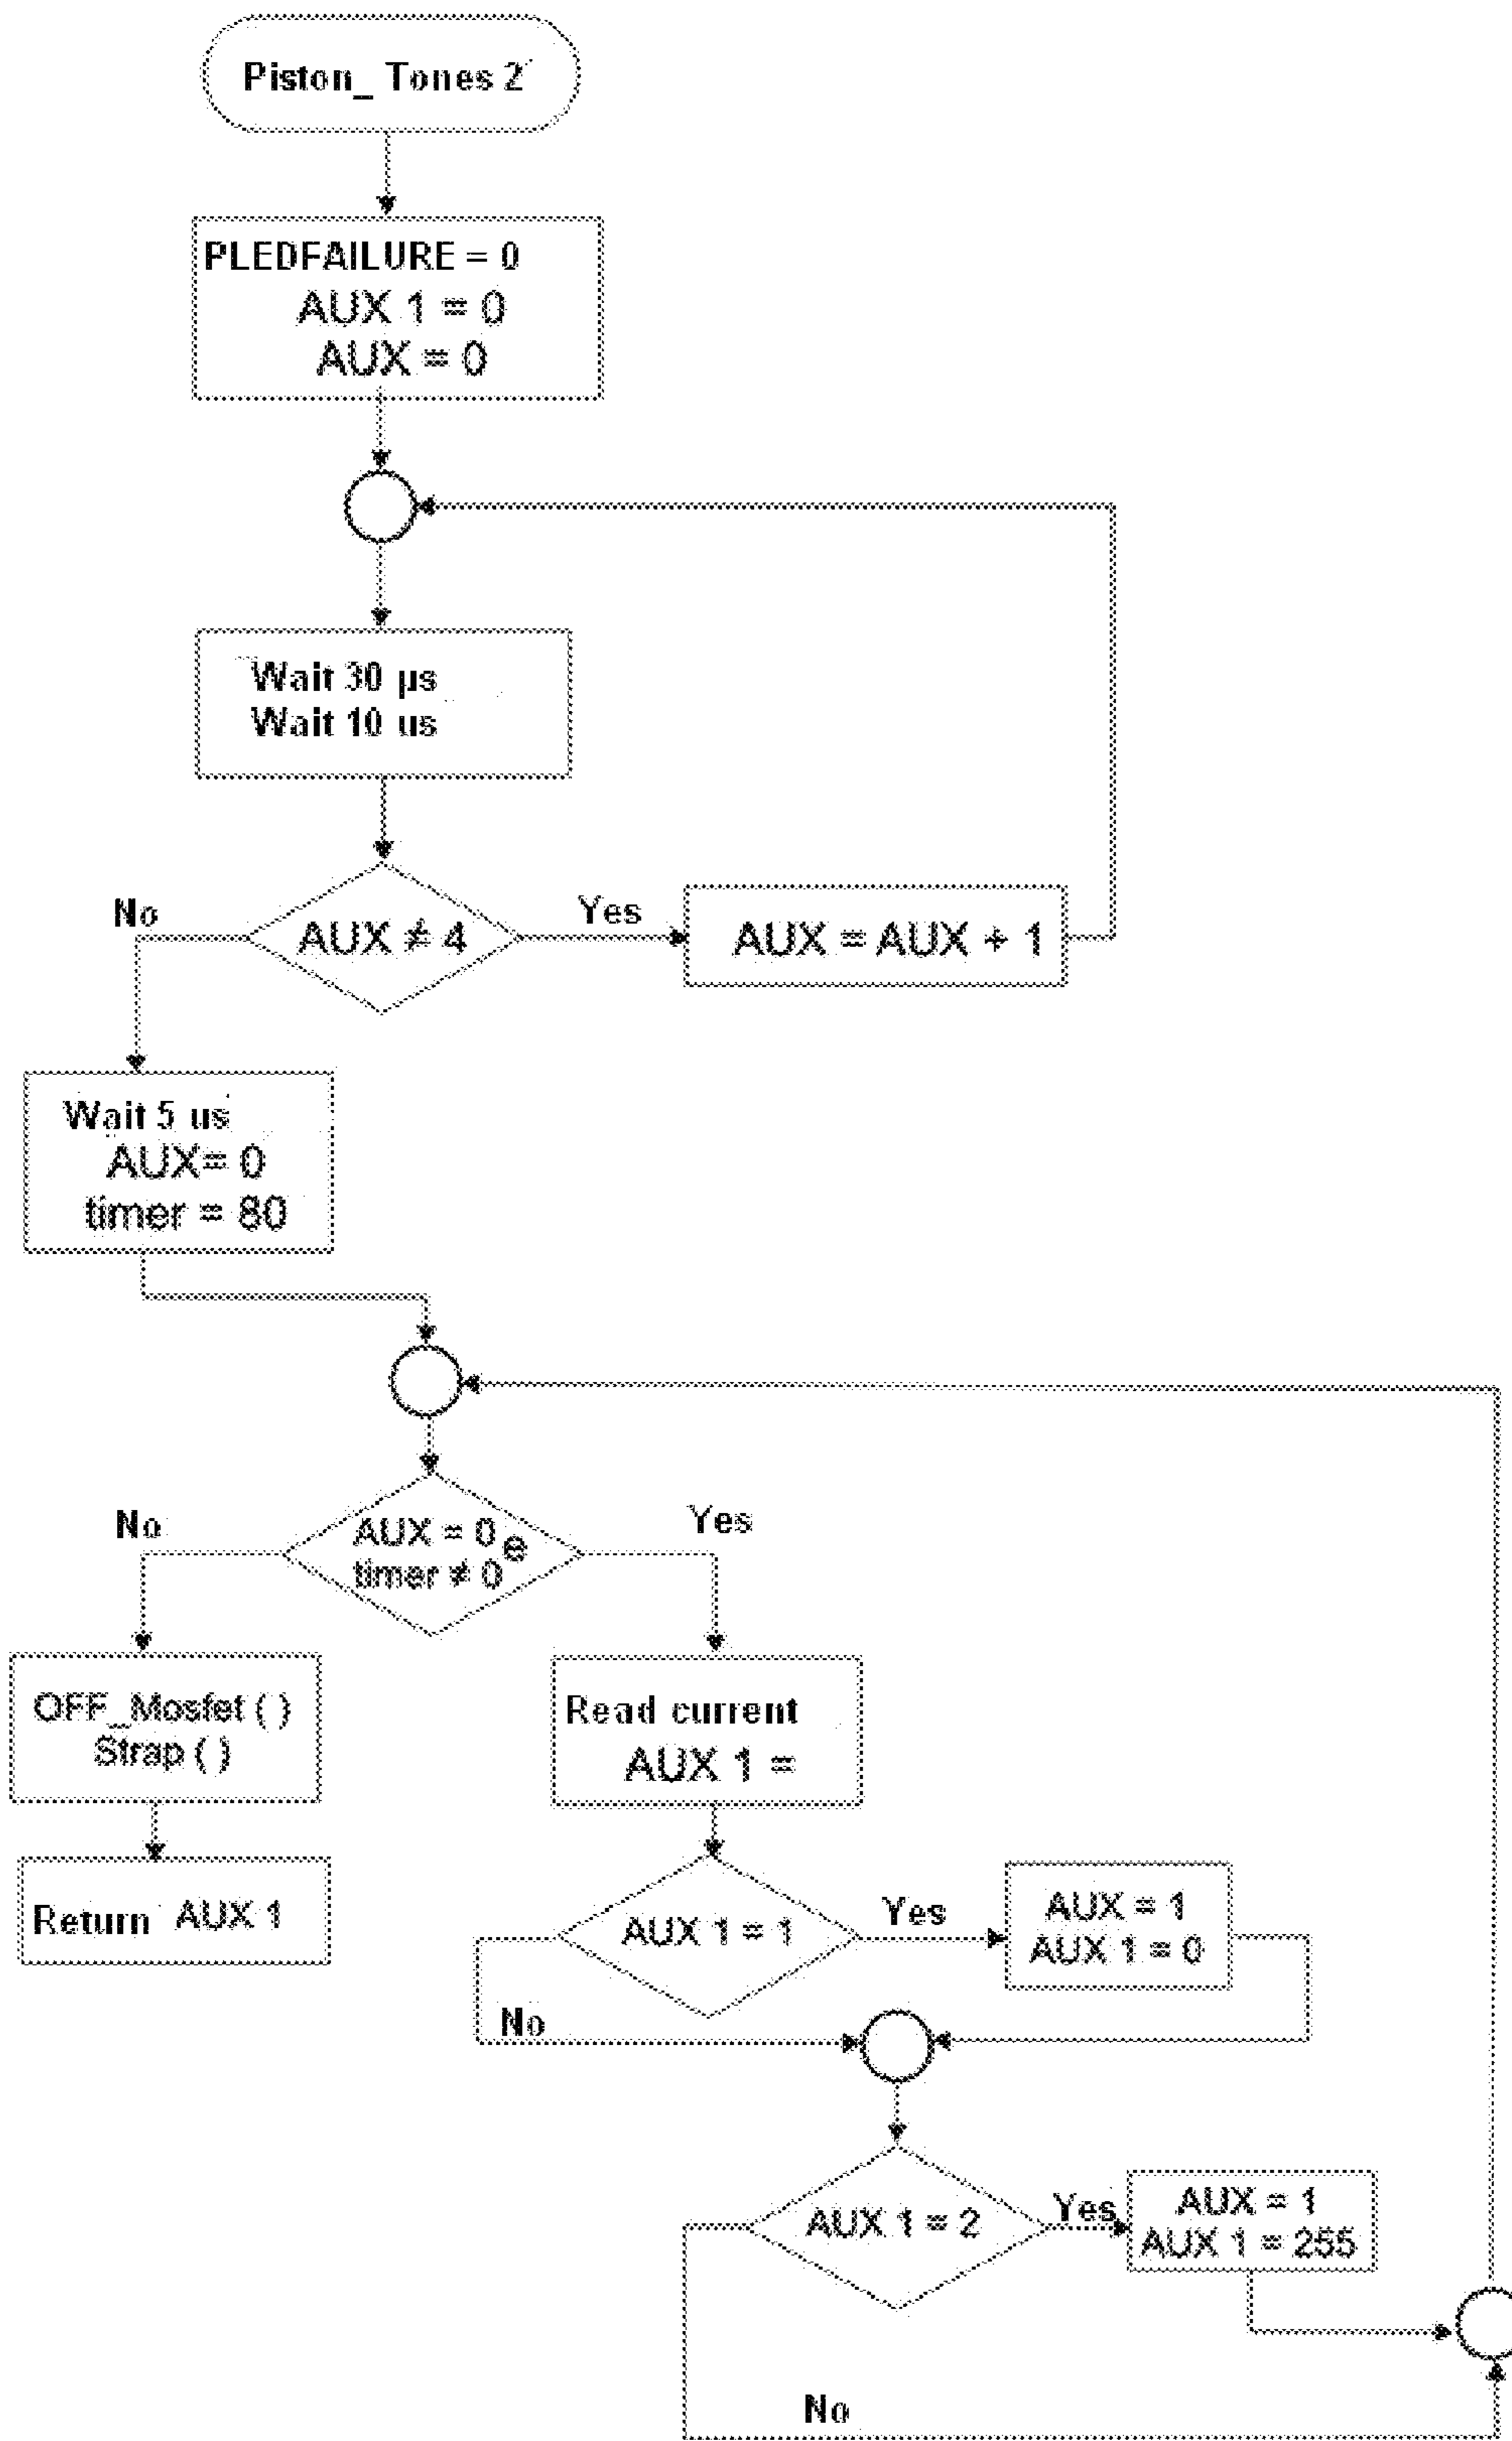 Piston_ Tones 2
PLEDFAILURE = 0
AUX 1 = 0
AUX = 0
Wait 30 µs
Wait 10 us
No
AUX ≠ 4
Yes
AUX = AUX + 1
Wait 5 us
AUX= 0
timer = 80
No
AUX = 0 e
timer ≠ 0
Yes
OFF_Mosfet ( )
Strap ( )
Read current
AUX 1 =
Return AUX 1
AUX 1 = 1
Yes
AUX = 1
AUX 1 = 0
No
AUX 1 = 2
Yes
AUX = 1
AUX 1 = 255
No